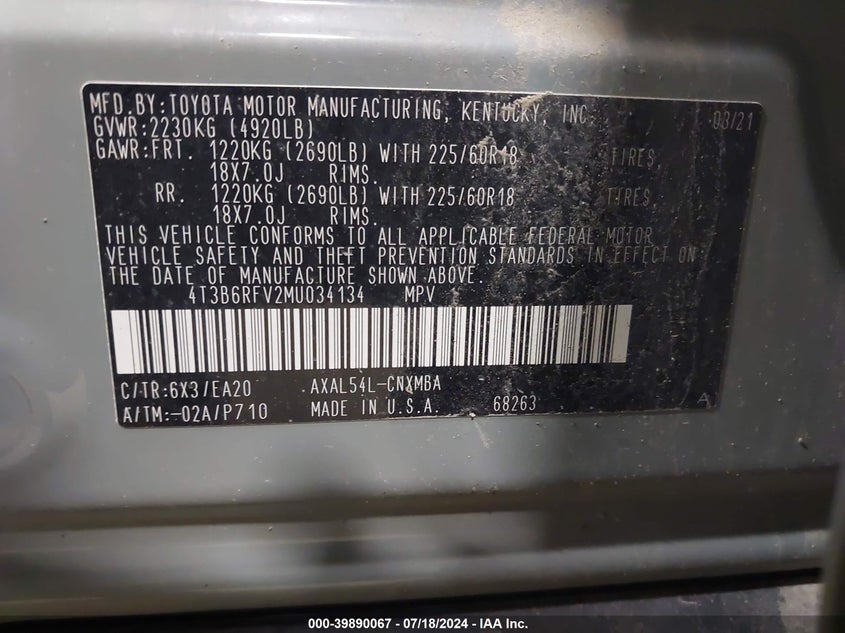 MFD.BY:TOYOTA MOTOR MANUFACTURING, KENTUCKY, INC. 03/21
GVWR:2230KG (4920LB)
GAWR:FRT. 1220KG (2690LB) WITH 225/60R18 TIRES,
18X7.0J RIMS.
RR. 1220KG (2690LB) WITH 225/60R18 TIRES,
18X7.0J RIMS.
THIS VEHICLE CONFORMS TO ALL APPLICABLE FEDERAL MOTOR
VEHICLE SAFETY AND THEFT PREVENTION STANDARDS IN EFFECT ON
THE DATE OF MANUFACTURE SHOWN ABOVE.
4T3B6RFV2MU034134 MPV
C/TR:6X3/EA20 AXAL54L-CNXMBA
A/TM:-02A/P710 MADE IN U.S.A. 68263 A
000-39890067 / 07/18/2024 - IAA Inc.